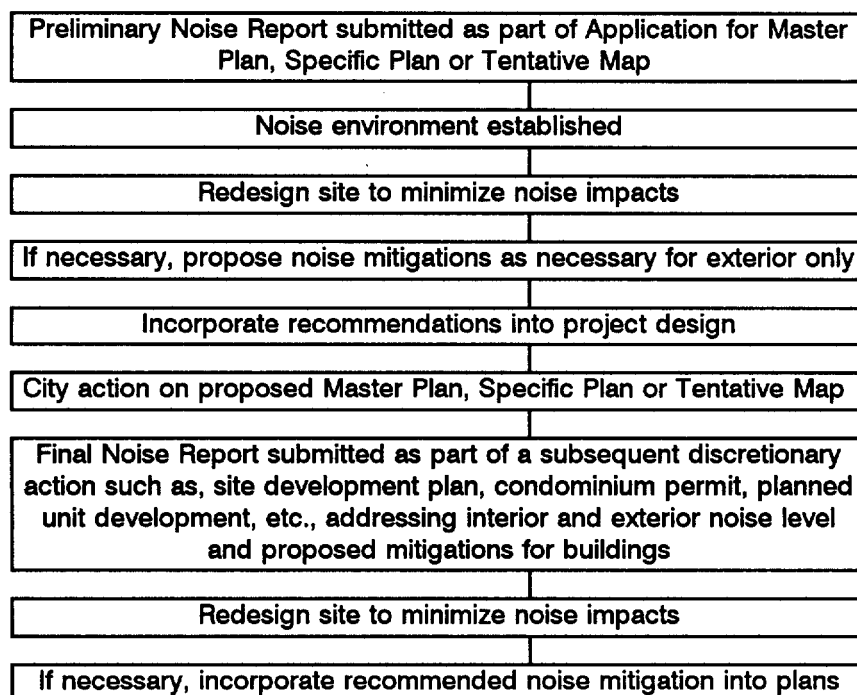 Preliminary Noise Report submitted as part of Application for Master
Plan, Specific Plan or Tentative Map
Noise environment established
Redesign site to minimize noise impacts
If necessary, propose noise mitigations as necessary for exterior only
Incorporate recommendations into project design
City action on proposed Master Plan, Specific Plan or Tentative Map
Final Noise Report submitted as part of a subsequent discretionary
action such as, site development plan, condominium permit, planned
unit development, etc., addressing interior and exterior noise level
and proposed mitigations for buildings
Redesign site to minimize noise impacts
If necessary, incorporate recommended noise mitigation into plans